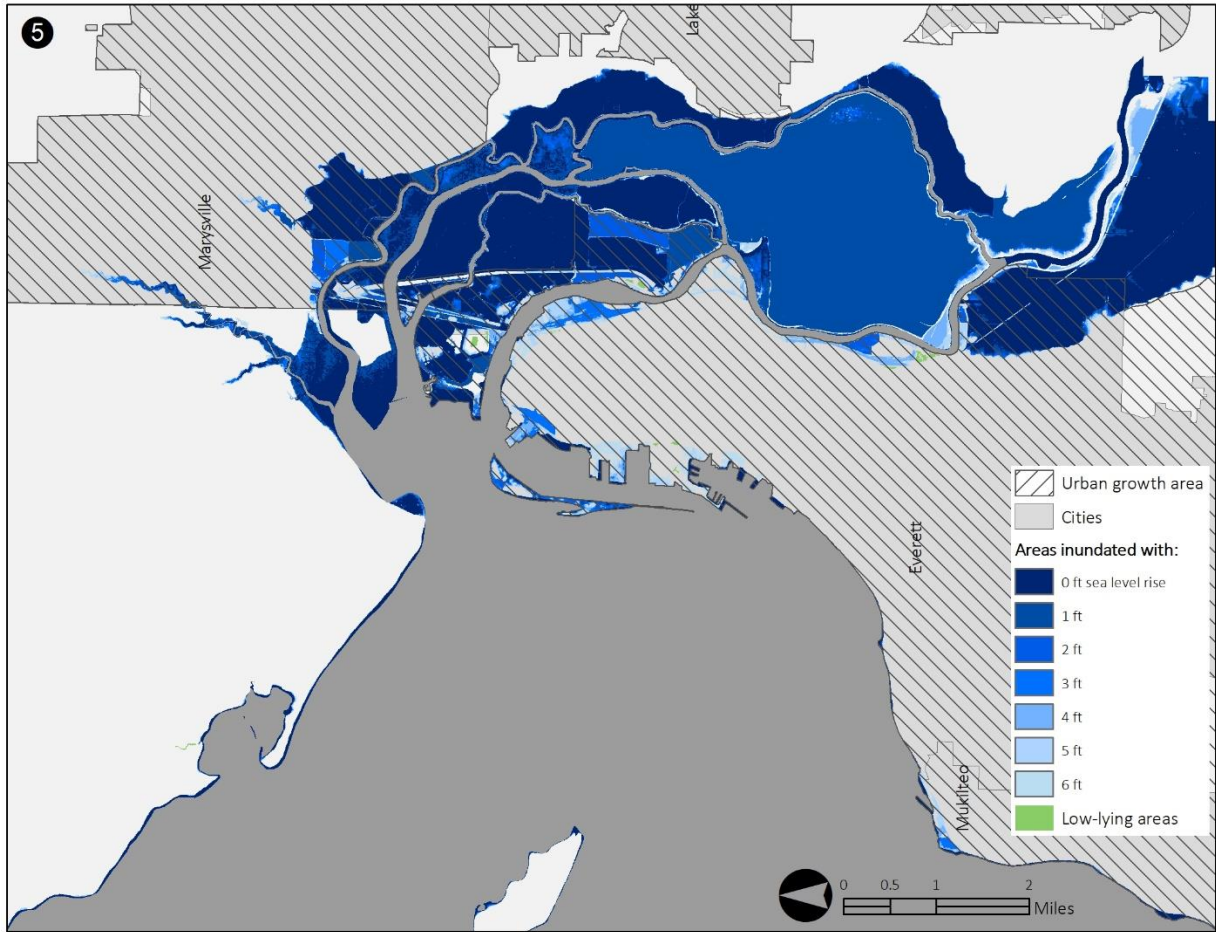 5
Lake
Marysville
Everett
Mukilteo
Urban growth area
Cities
Areas inundated with:
0 ft sea level rise
1 ft
2 ft
3 ft
4 ft
5 ft
6 ft
Low-lying areas
0 0.5 1 2
Miles